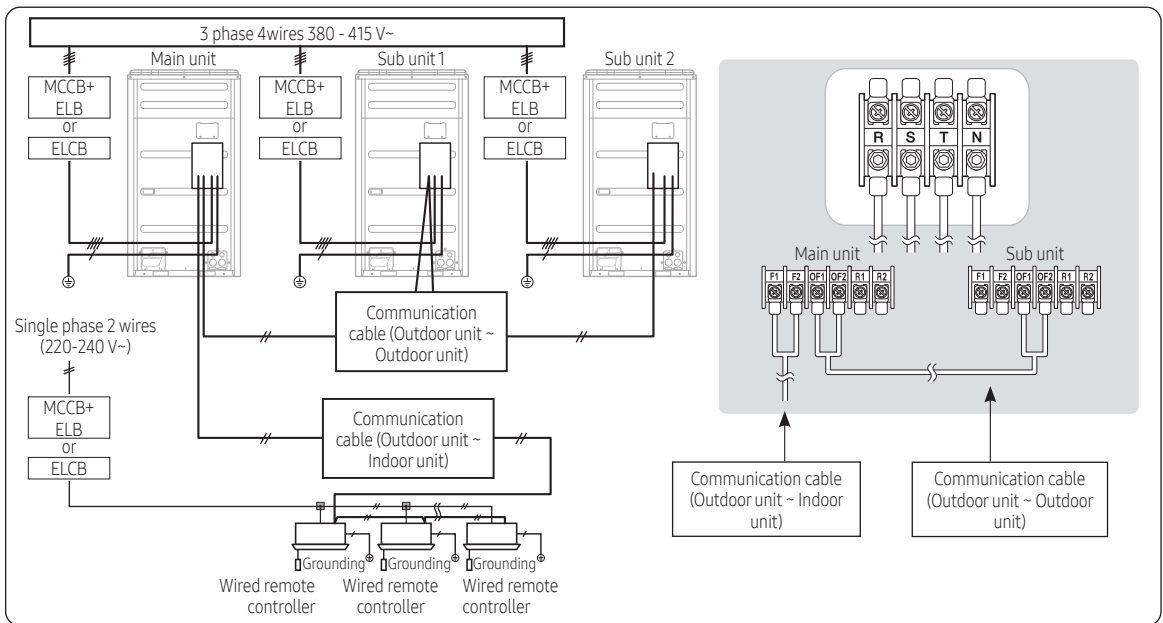 3 phase 4wires 380 - 415 V~
Main unit
Sub unit 1
Sub unit 2
MCCB+
ELB
or
ELCB
MCCB+
ELB
or
ELCB
MCCB+
ELB
or
ELCB
Communication
cable (Outdoor unit ~
Outdoor unit)
Single phase 2 wires
(220-240 V~)
MCCB+
ELB
or
ELCB
Communication
cable (Outdoor unit ~
Indoor unit)
Grounding
Grounding
Grounding
Wired remote
controller
Wired remote
controller
Wired remote
controller
R S T N
Main unit
F1 F2 OF1 OF2 R1 R2
Sub unit
F1 F2 OF1 OF2 R1 R2
Communication cable
(Outdoor unit ~ Indoor
unit)
Communication cable
(Outdoor unit ~ Outdoor
unit)